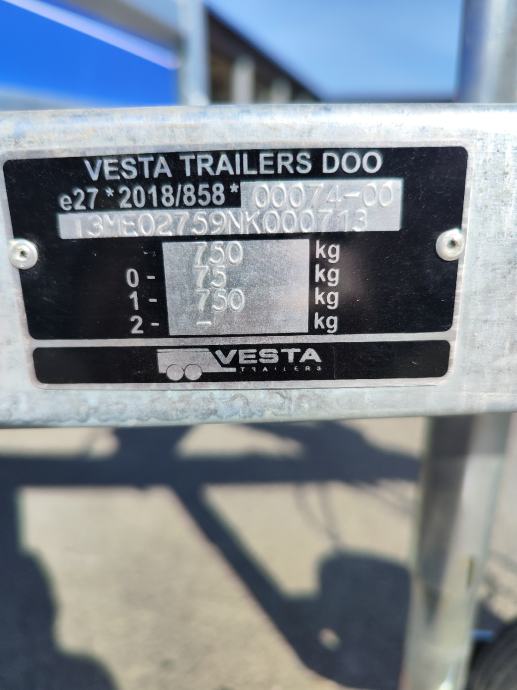 VESTA TRAILERS DOO
e27 *2018/858* 00074-00
T3ME02759NK000713
750 kg
0- 75 kg
1- 750 kg
2- - kg
VESTA
TRAILERS